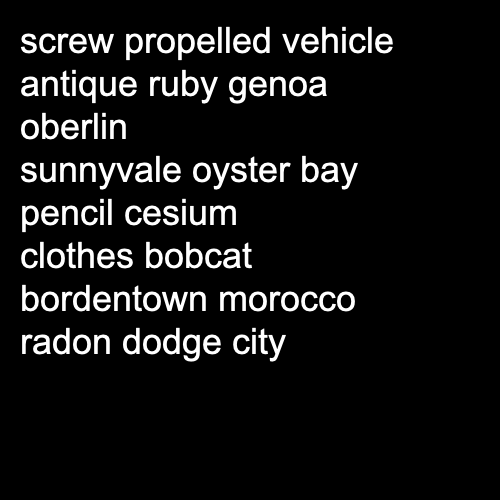 screw propelled vehicle
antique ruby genoa
oberlin
sunnyvale oyster bay
pencil cesium
clothes bobcat
bordentown morocco
radon dodge city